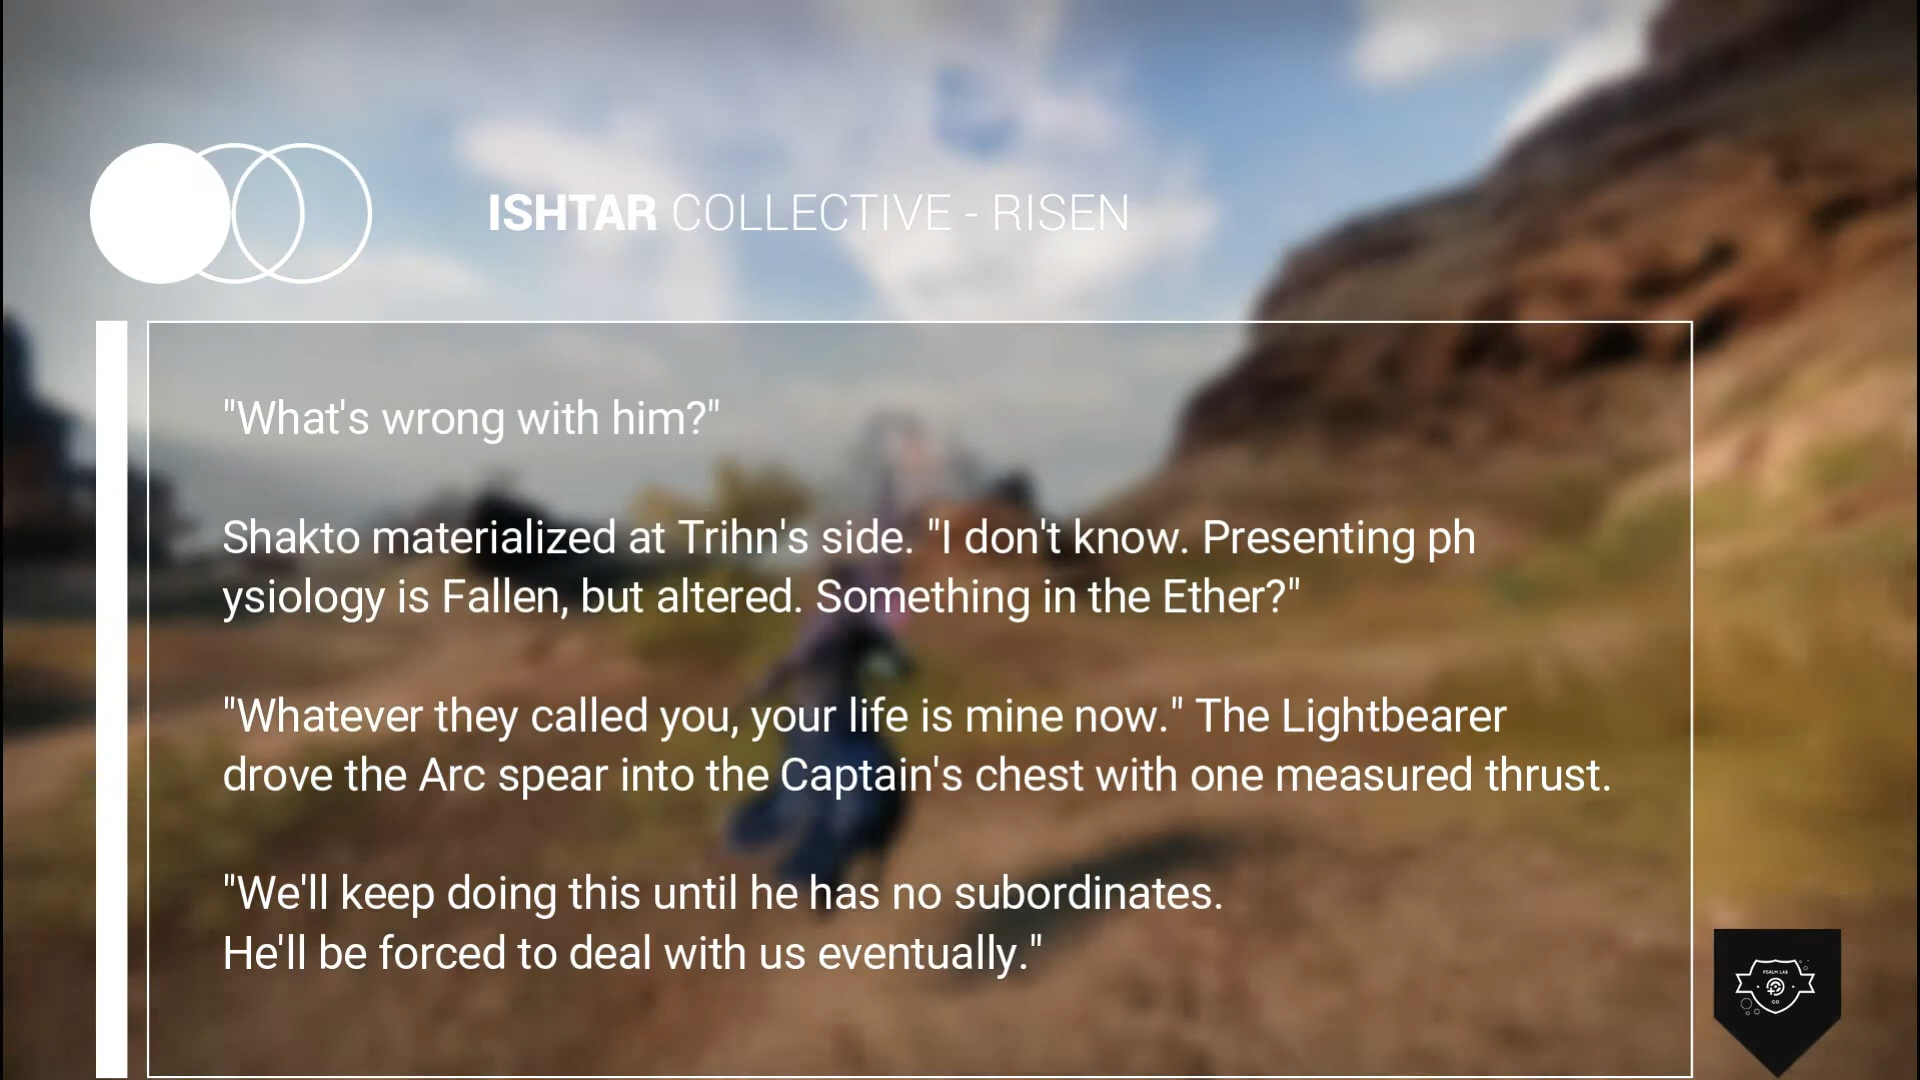 ISHTAR COLLECTIVE - RISEN
"What's wrong with him?"
Shakto materialized at Trihn's side. "I don't know. Presenting ph
ysiology is Fallen, but altered. Something in the Ether?"
"Whatever they called you, your life is mine now." The Lightbearer
drove the Arc spear into the Captain's chest with one measured thrust.
"We'll keep doing this until he has no subordinates.
He'll be forced to deal with us eventually."
PSALM LAB
GO